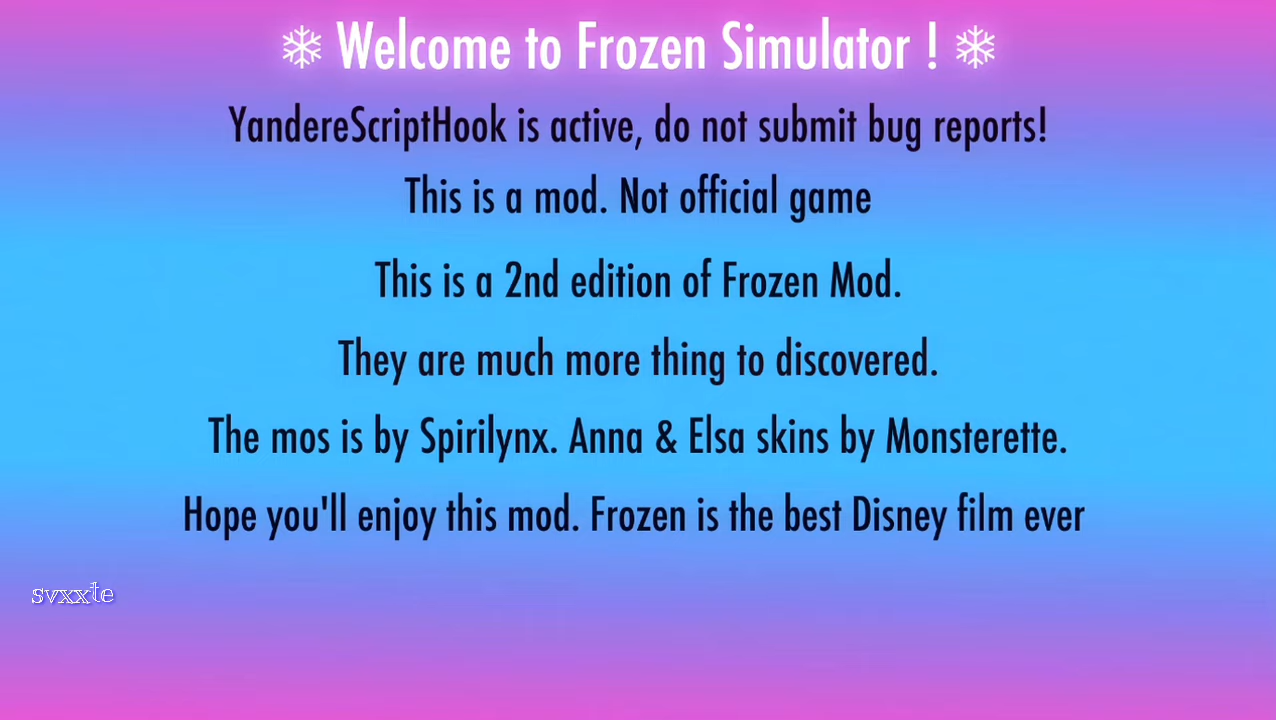 ❄ Welcome to Frozen Simulator ! ❄
YandereScriptHook is active, do not submit bug reports!
This is a mod. Not official game
This is a 2nd edition of Frozen Mod.
They are much more thing to discovered.
The mos is by Spirilynx. Anna & Elsa skins by Monsterette.
Hope you'll enjoy this mod. Frozen is the best Disney film ever
svxxte